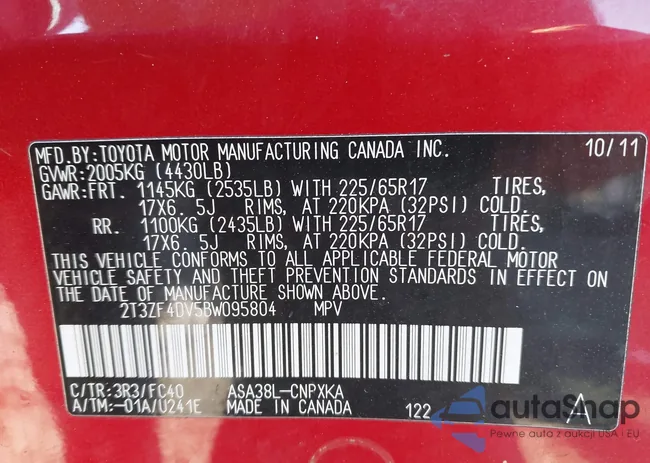 MFD.BY:TOYOTA MOTOR MANUFACTURING CANADA INC. 10/11
GVWR:2005KG (4430LB)
GAWR:FRT. 1145KG (2535LB) WITH 225/65R17 TIRES,
17X6.5J RIMS, AT 220KPA (32PSI) COLD.
RR. 1100KG (2435LB) WITH 225/65R17 TIRES,
17X6.5J RIMS, AT 220KPA (32PSI) COLD.
THIS VEHICLE CONFORMS TO ALL APPLICABLE FEDERAL MOTOR
VEHICLE SAFETY AND THEFT PREVENTION STANDARDS IN EFFECT ON
THE DATE OF MANUFACTURE SHOWN ABOVE.
2T3ZF4DV5BW095804 MPV
C/TR:3R3/FC40 ASA38L-CNPXKA
A/TM:-01A/U241E MADE IN CANADA 122 A
autoSnap
Pewne auta z aukcji USA i EU